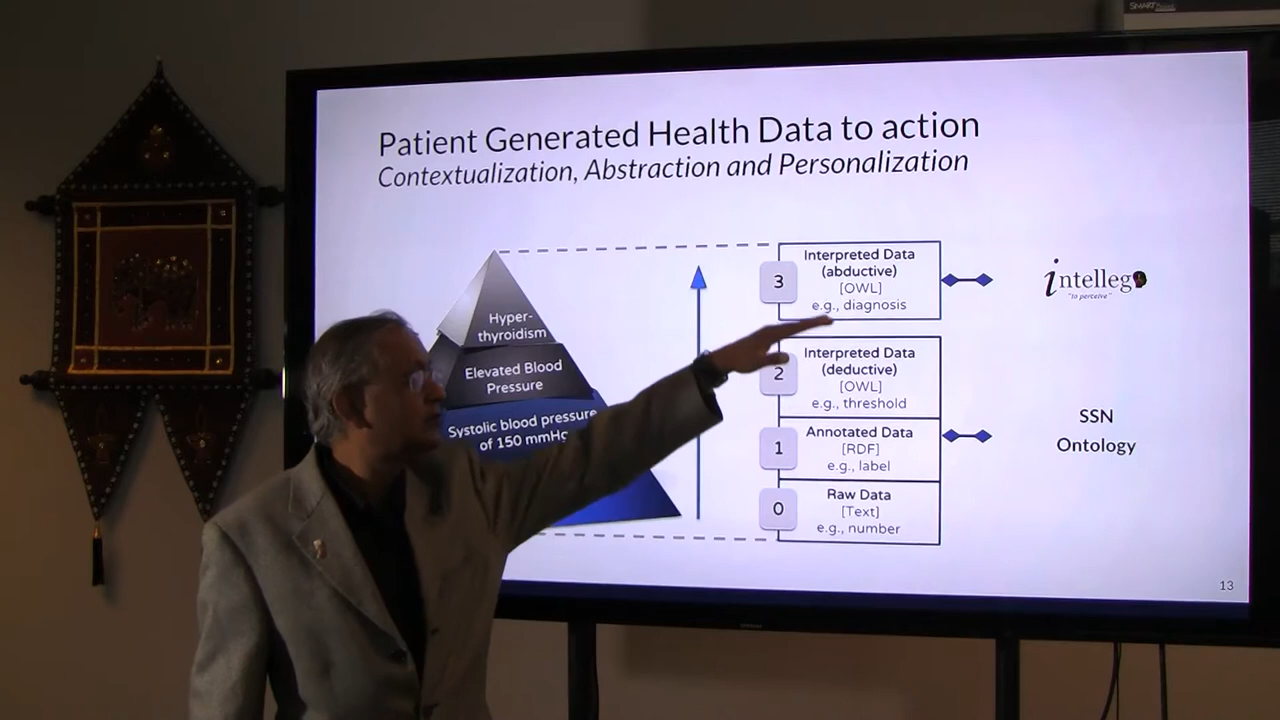 SMART
Patient Generated Health Data to action
Contextualization, Abstraction and Personalization
Hyper-
thyroidism
Elevated Blood
Pressure
Systolic blood pressure
of 150 mmHg
3
Interpreted Data
(abductive)
[OWL]
e.g., diagnosis
intellego
"to perceive"
2
Interpreted Data
(deductive)
[OWL]
e.g., threshold
1
Annotated Data
[RDF]
e.g., label
SSN
Ontology
0
Raw Data
[Text]
e.g., number
13